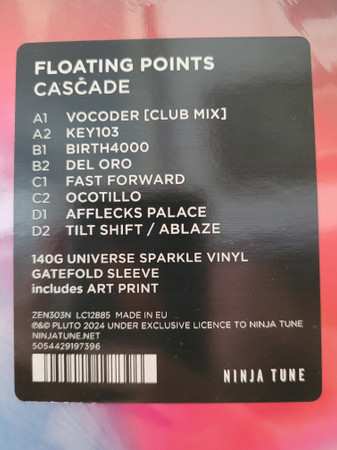 FLOATING POINTS
CASCADE
A1 VOCODER [CLUB MIX]
A2 KEY103
B1 BIRTH4000
B2 DEL ORO
C1 FAST FORWARD
C2 OCOTILLO
D1 AFFLECKS PALACE
D2 TILT SHIFT / ABLAZE
140G UNIVERSE SPARKLE VINYL
GATEFOLD SLEEVE
includes ART PRINT
ZEN303N LC12885 MADE IN EU
℗&© PLUTO 2024 UNDER EXCLUSIVE LICENCE TO NINJA TUNE
NINJATUNE.NET
5054429197396
NINJA TUNE